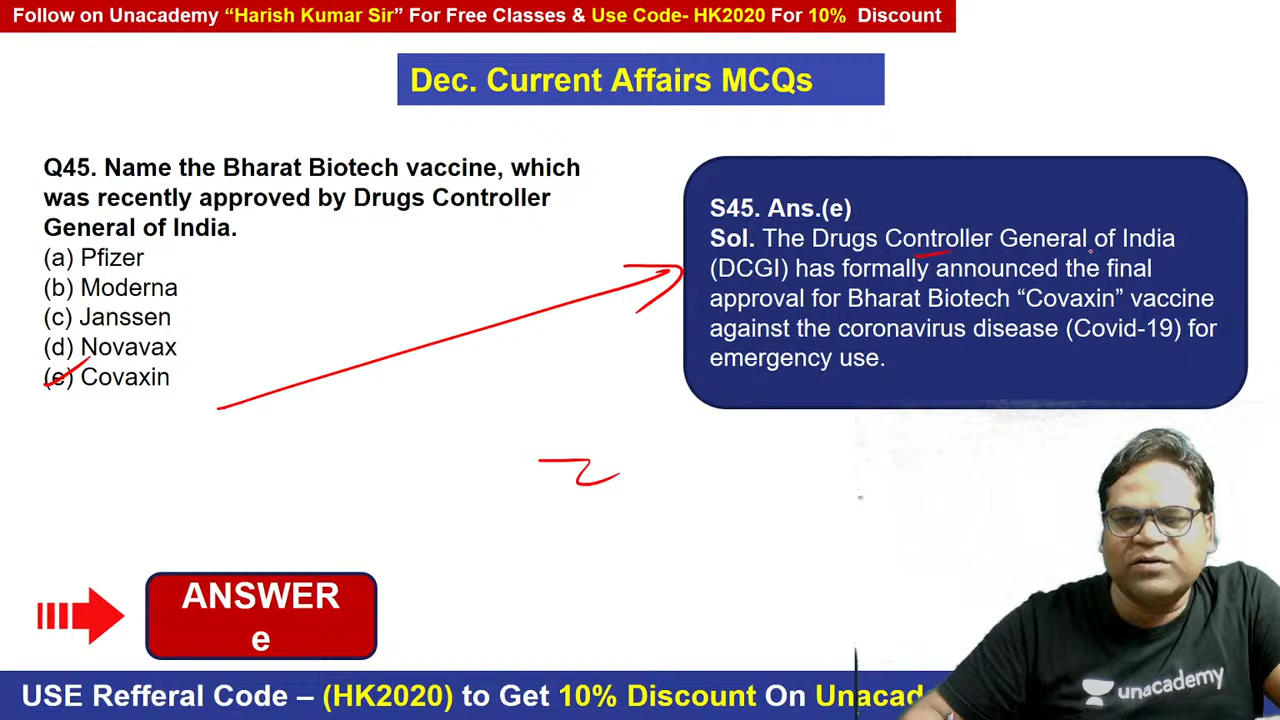 Follow on Unacademy “Harish Kumar Sir” For Free Classes & Use Code- HK2020 For 10% Discount
Dec. Current Affairs MCQs
Q45. Name the Bharat Biotech vaccine, which
was recently approved by Drugs Controller
General of India.
(a) Pfizer
(b) Moderna
(c) Janssen
(d) Novavax
(e) Covaxin
S45. Ans.(e)
Sol. The Drugs Controller General of India
(DCGI) has formally announced the final
approval for Bharat Biotech “Covaxin” vaccine
against the coronavirus disease (Covid-19) for
emergency use.
ANSWER
e
USE Refferal Code – (HK2020) to Get 10% Discount On Unacad
unacademy